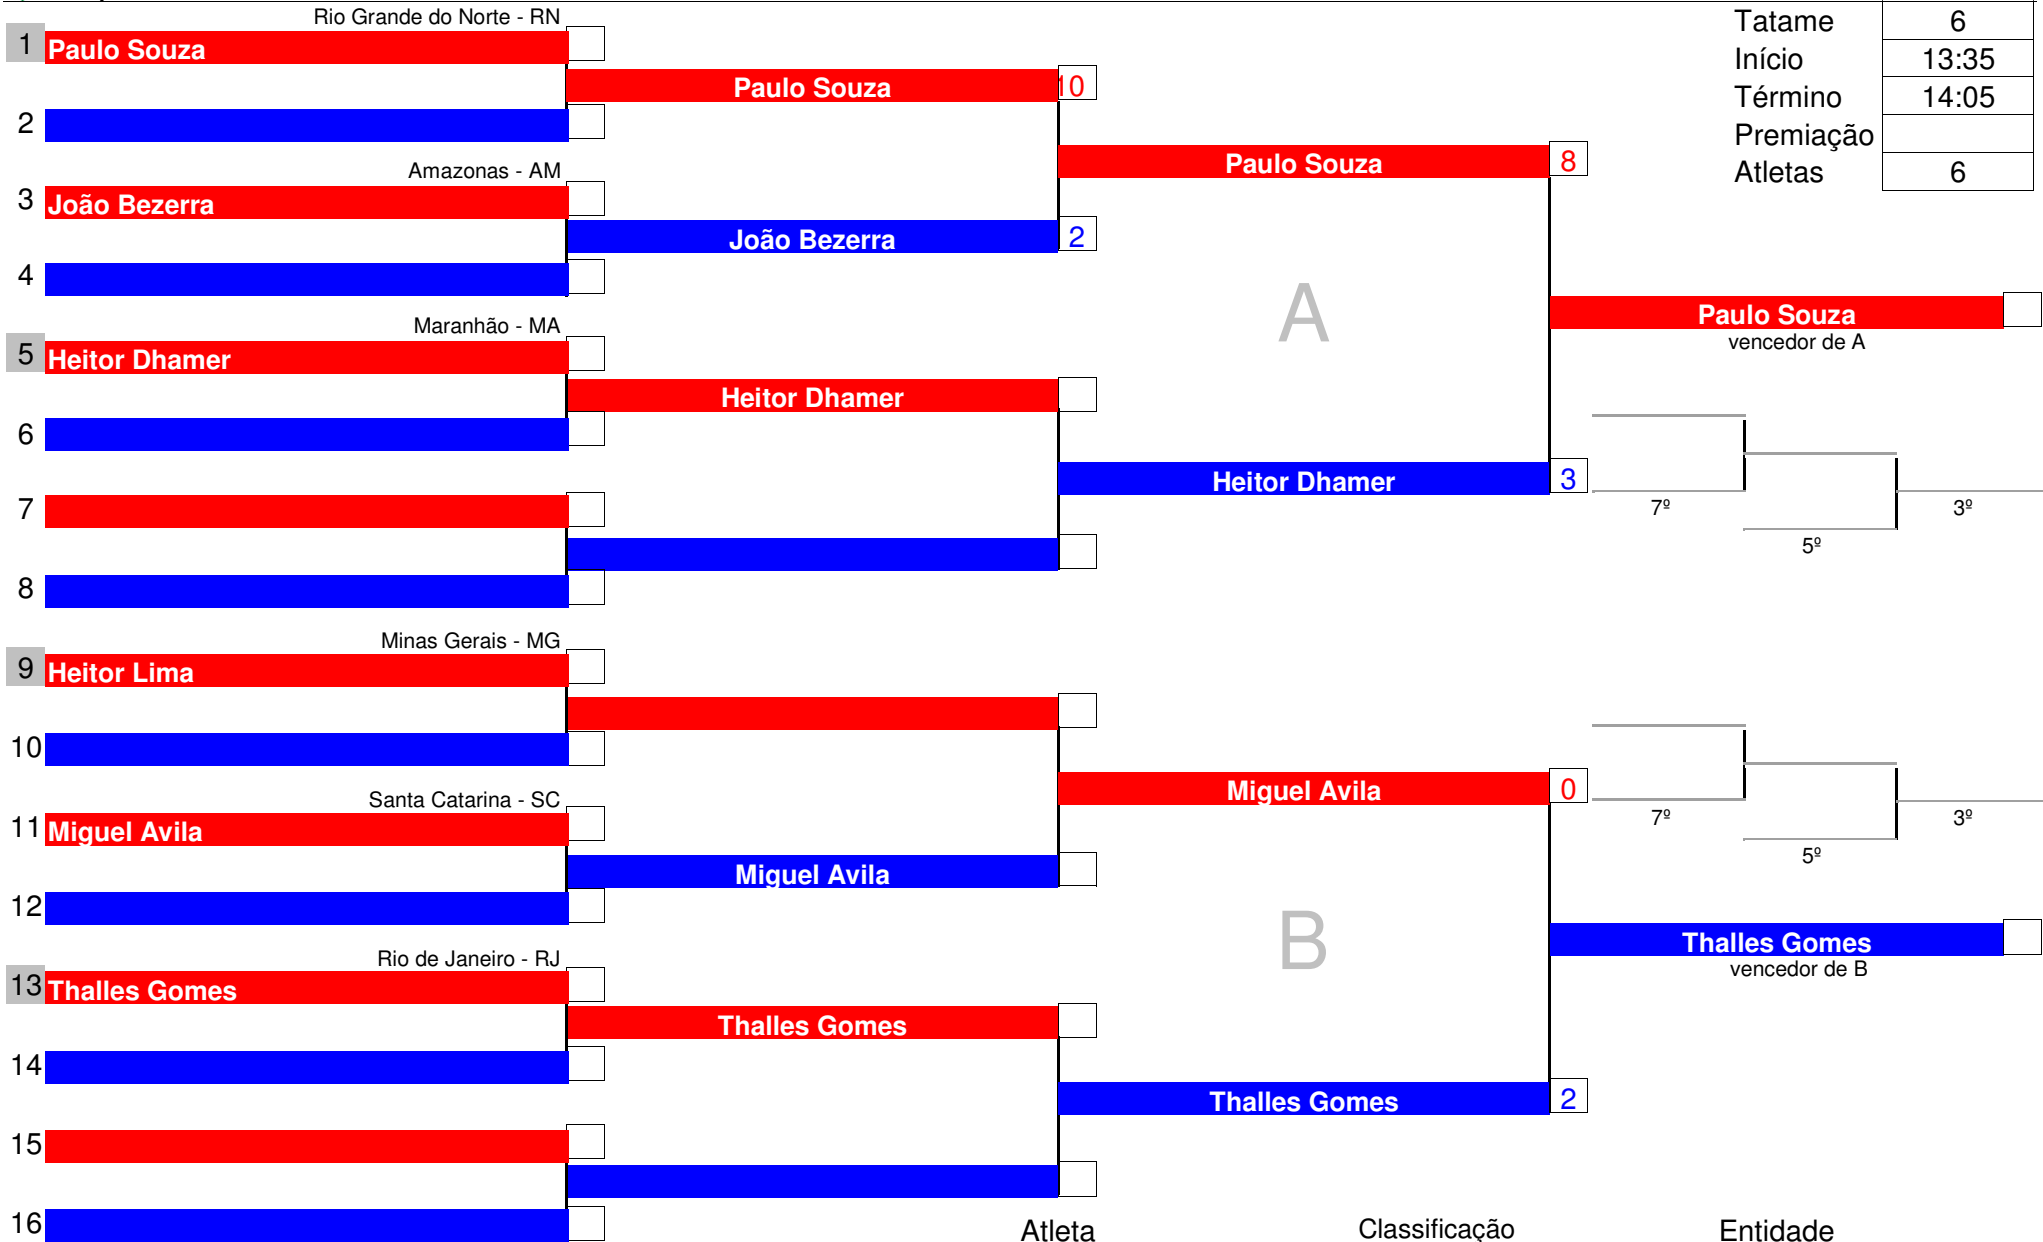 Rio Grande do Norte - RN
Tatame 6
1 Paulo Souza
Início 13:35
Paulo Souza 10
Término 14:05
2
Premiação
Paulo Souza 8
Amazonas - AM
Atletas 6
3 João Bezerra
João Bezerra 2
4
A
Paulo Souza
Maranhão - MA
vencedor de A
5 Heitor Dhamer
Heitor Dhamer
6
Heitor Dhamer 3
7
7º 3º
5º
8
Minas Gerais - MG
9 Heitor Lima
10
Miguel Avila 0
Santa Catarina - SC
7º 3º
11 Miguel Avila
5º
Miguel Avila
12
B
Thalles Gomes
Rio de Janeiro - RJ
vencedor de B
13 Thalles Gomes
Thalles Gomes
14
Thalles Gomes 2
15
16
Atleta Classificação Entidade